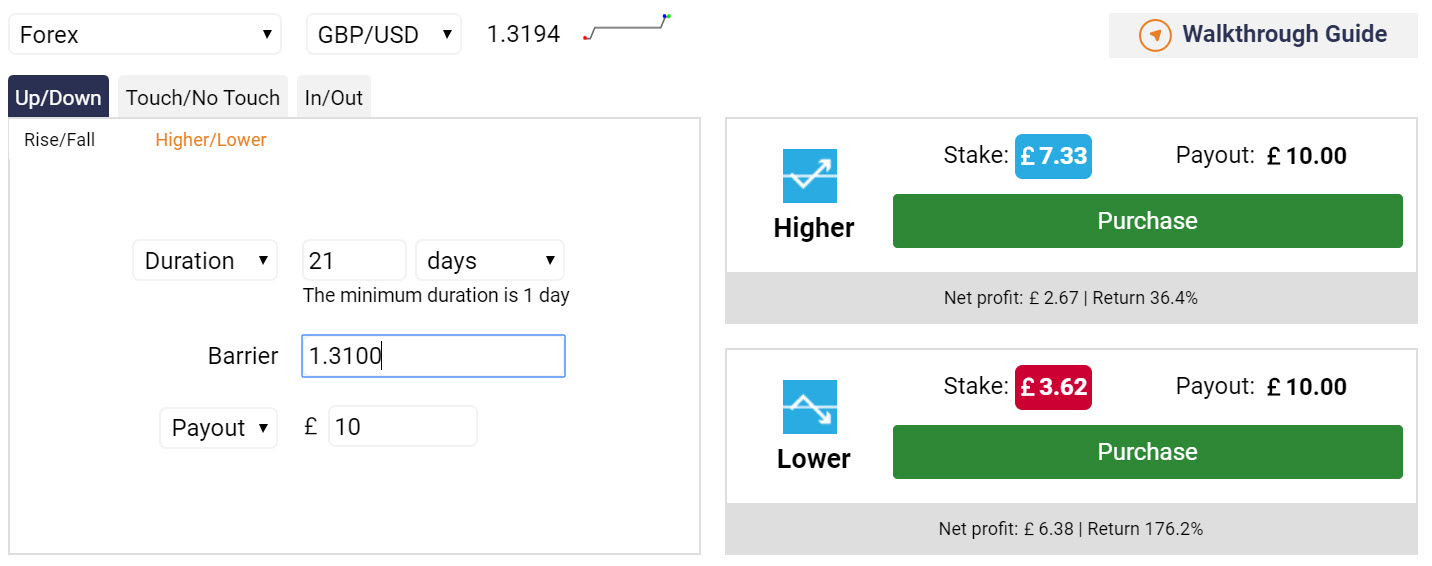 Forex GBP/USD 1.3194 Walkthrough Guide
Up/Down Touch/No Touch In/Out
Rise/Fall Higher/Lower
Duration 21 days
The minimum duration is 1 day
Barrier 1.3100
Payout £ 10
Stake: £ 7.33 Payout: £ 10.00
Higher
Purchase
Net profit: £ 2.67 | Return 36.4%
Stake: £ 3.62 Payout: £ 10.00
Lower
Purchase
Net profit: £ 6.38 | Return 176.2%